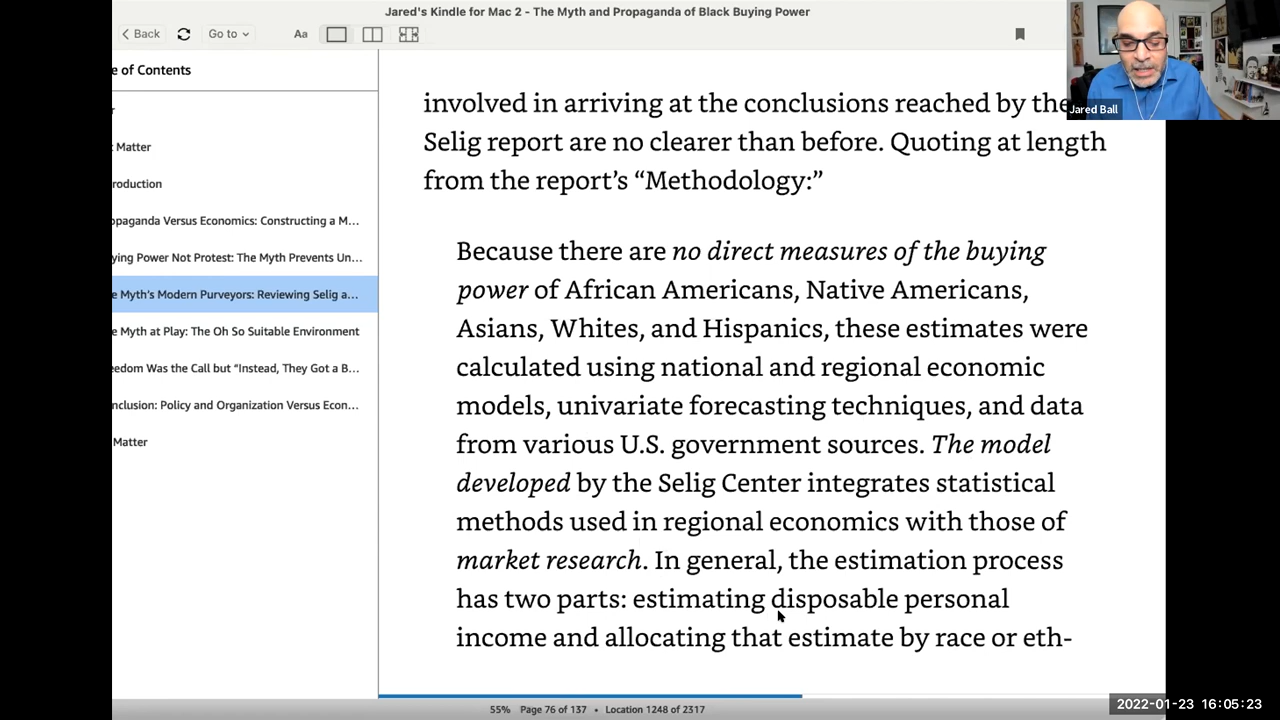 Jared's Kindle for Mac 2 - The Myth and Propaganda of Black Buying Power
Back
Go to
Aa
Jared Ball
e of Contents
r
t Matter
roduction
opaganda Versus Economics: Constructing a M...
ying Power Not Protest: The Myth Prevents Un...
e Myth's Modern Purveyors: Reviewing Selig a...
e Myth at Play: The Oh So Suitable Environment
eedom Was the Call but “Instead, They Got a B...
nclusion: Policy and Organization Versus Econ...
Matter
involved in arriving at the conclusions reached by the
Selig report are no clearer than before. Quoting at length
from the report’s “Methodology:”
Because there are no direct measures of the buying
power of African Americans, Native Americans,
Asians, Whites, and Hispanics, these estimates were
calculated using national and regional economic
models, univariate forecasting techniques, and data
from various U.S. government sources. The model
developed by the Selig Center integrates statistical
methods used in regional economics with those of
market research. In general, the estimation process
has two parts: estimating disposable personal
income and allocating that estimate by race or eth-
55% Page 76 of 137 • Location 1248 of 2317
2022-01-23 16:05:23